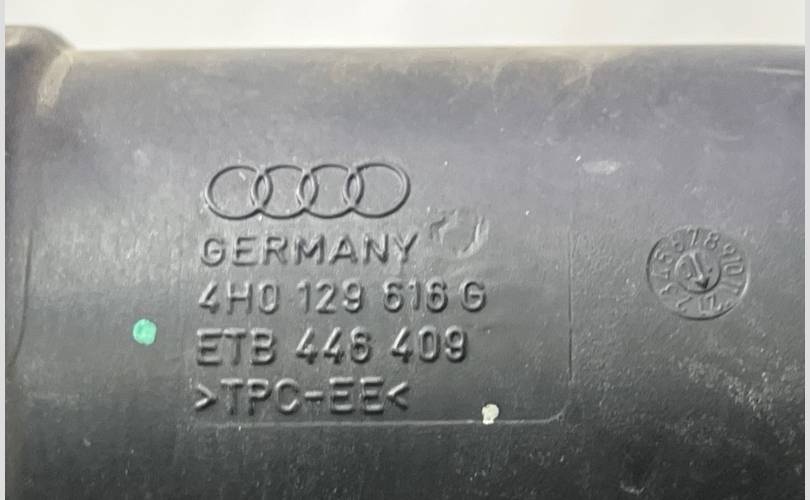 GERMANY
4H0 129 616 G
ETB 446 409
>TPC-EE<